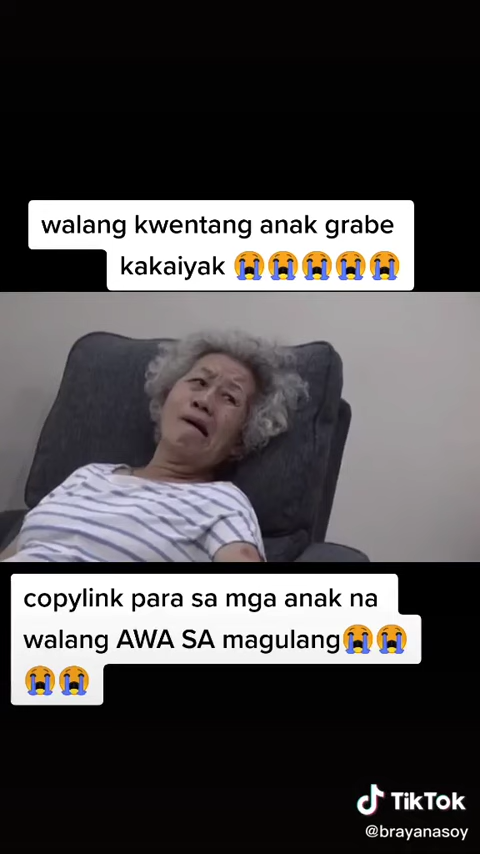 walang kwentang anak grabe
kakaiyak 😭😭😭😭😭
copylink para sa mga anak na
walang AWA SA magulang😭😭
😭😭
TikTok
@brayanasoy